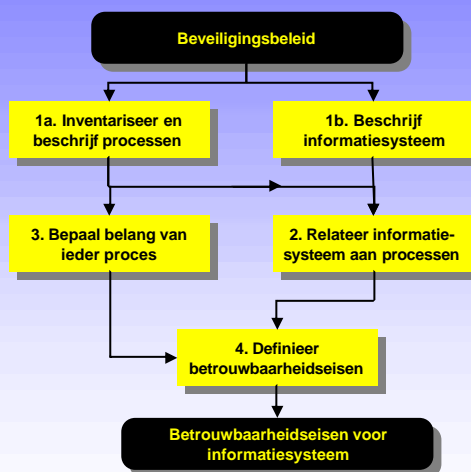 Beveiligingsbeleid
1a. Inventariseer en
beschrijf processen
1b. Beschrijf
informatiesysteem
3. Bepaal belang van
ieder proces
2. Relateer informatie-
systeem aan processen
4. Definieer
betrouwbaarheidseisen
Betrouwbaarheidseisen voor
informatiesysteem